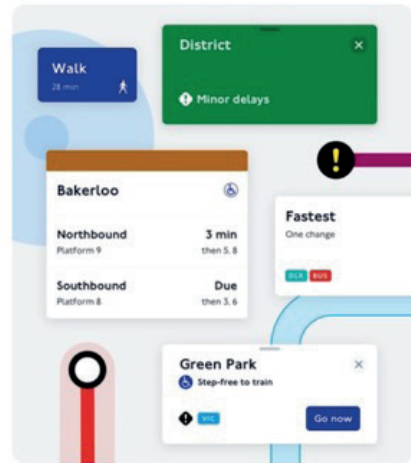 Walk
28 min
District
Minor delays
!
Bakerloo
Northbound 3 min
Platform 9 then 5, 8
Southbound Due
Platform 8 then 3, 6
Fastest
One change
DLR BUS
Green Park
Step-free to train
VIC
Go now